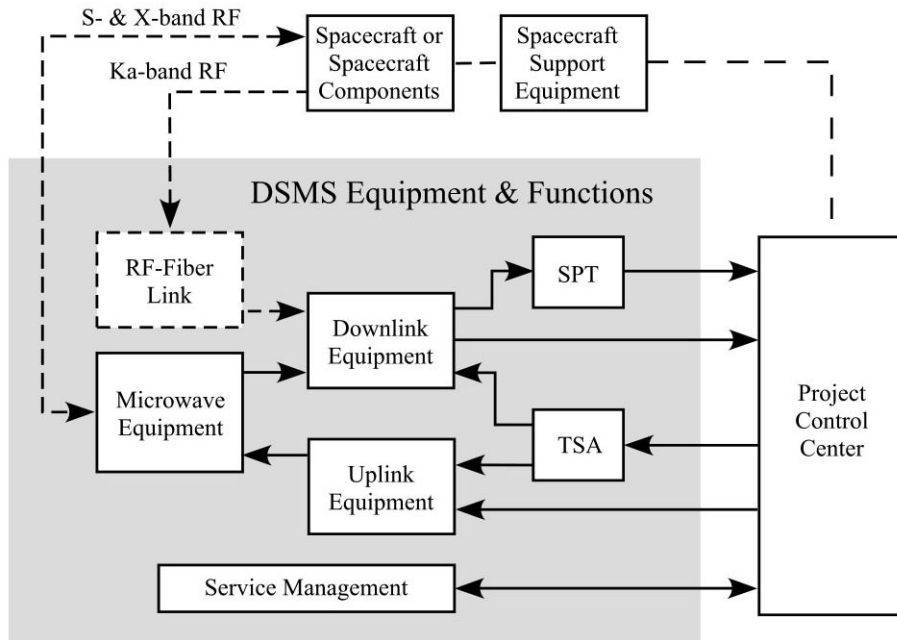 S- & X-band RF
Ka-band RF
Spacecraft or
Spacecraft
Components
Spacecraft
Support
Equipment
DSMS Equipment & Functions
RF-Fiber
Link
SPT
Downlink
Equipment
Microwave
Equipment
TSA
Uplink
Equipment
Project
Control
Center
Service Management